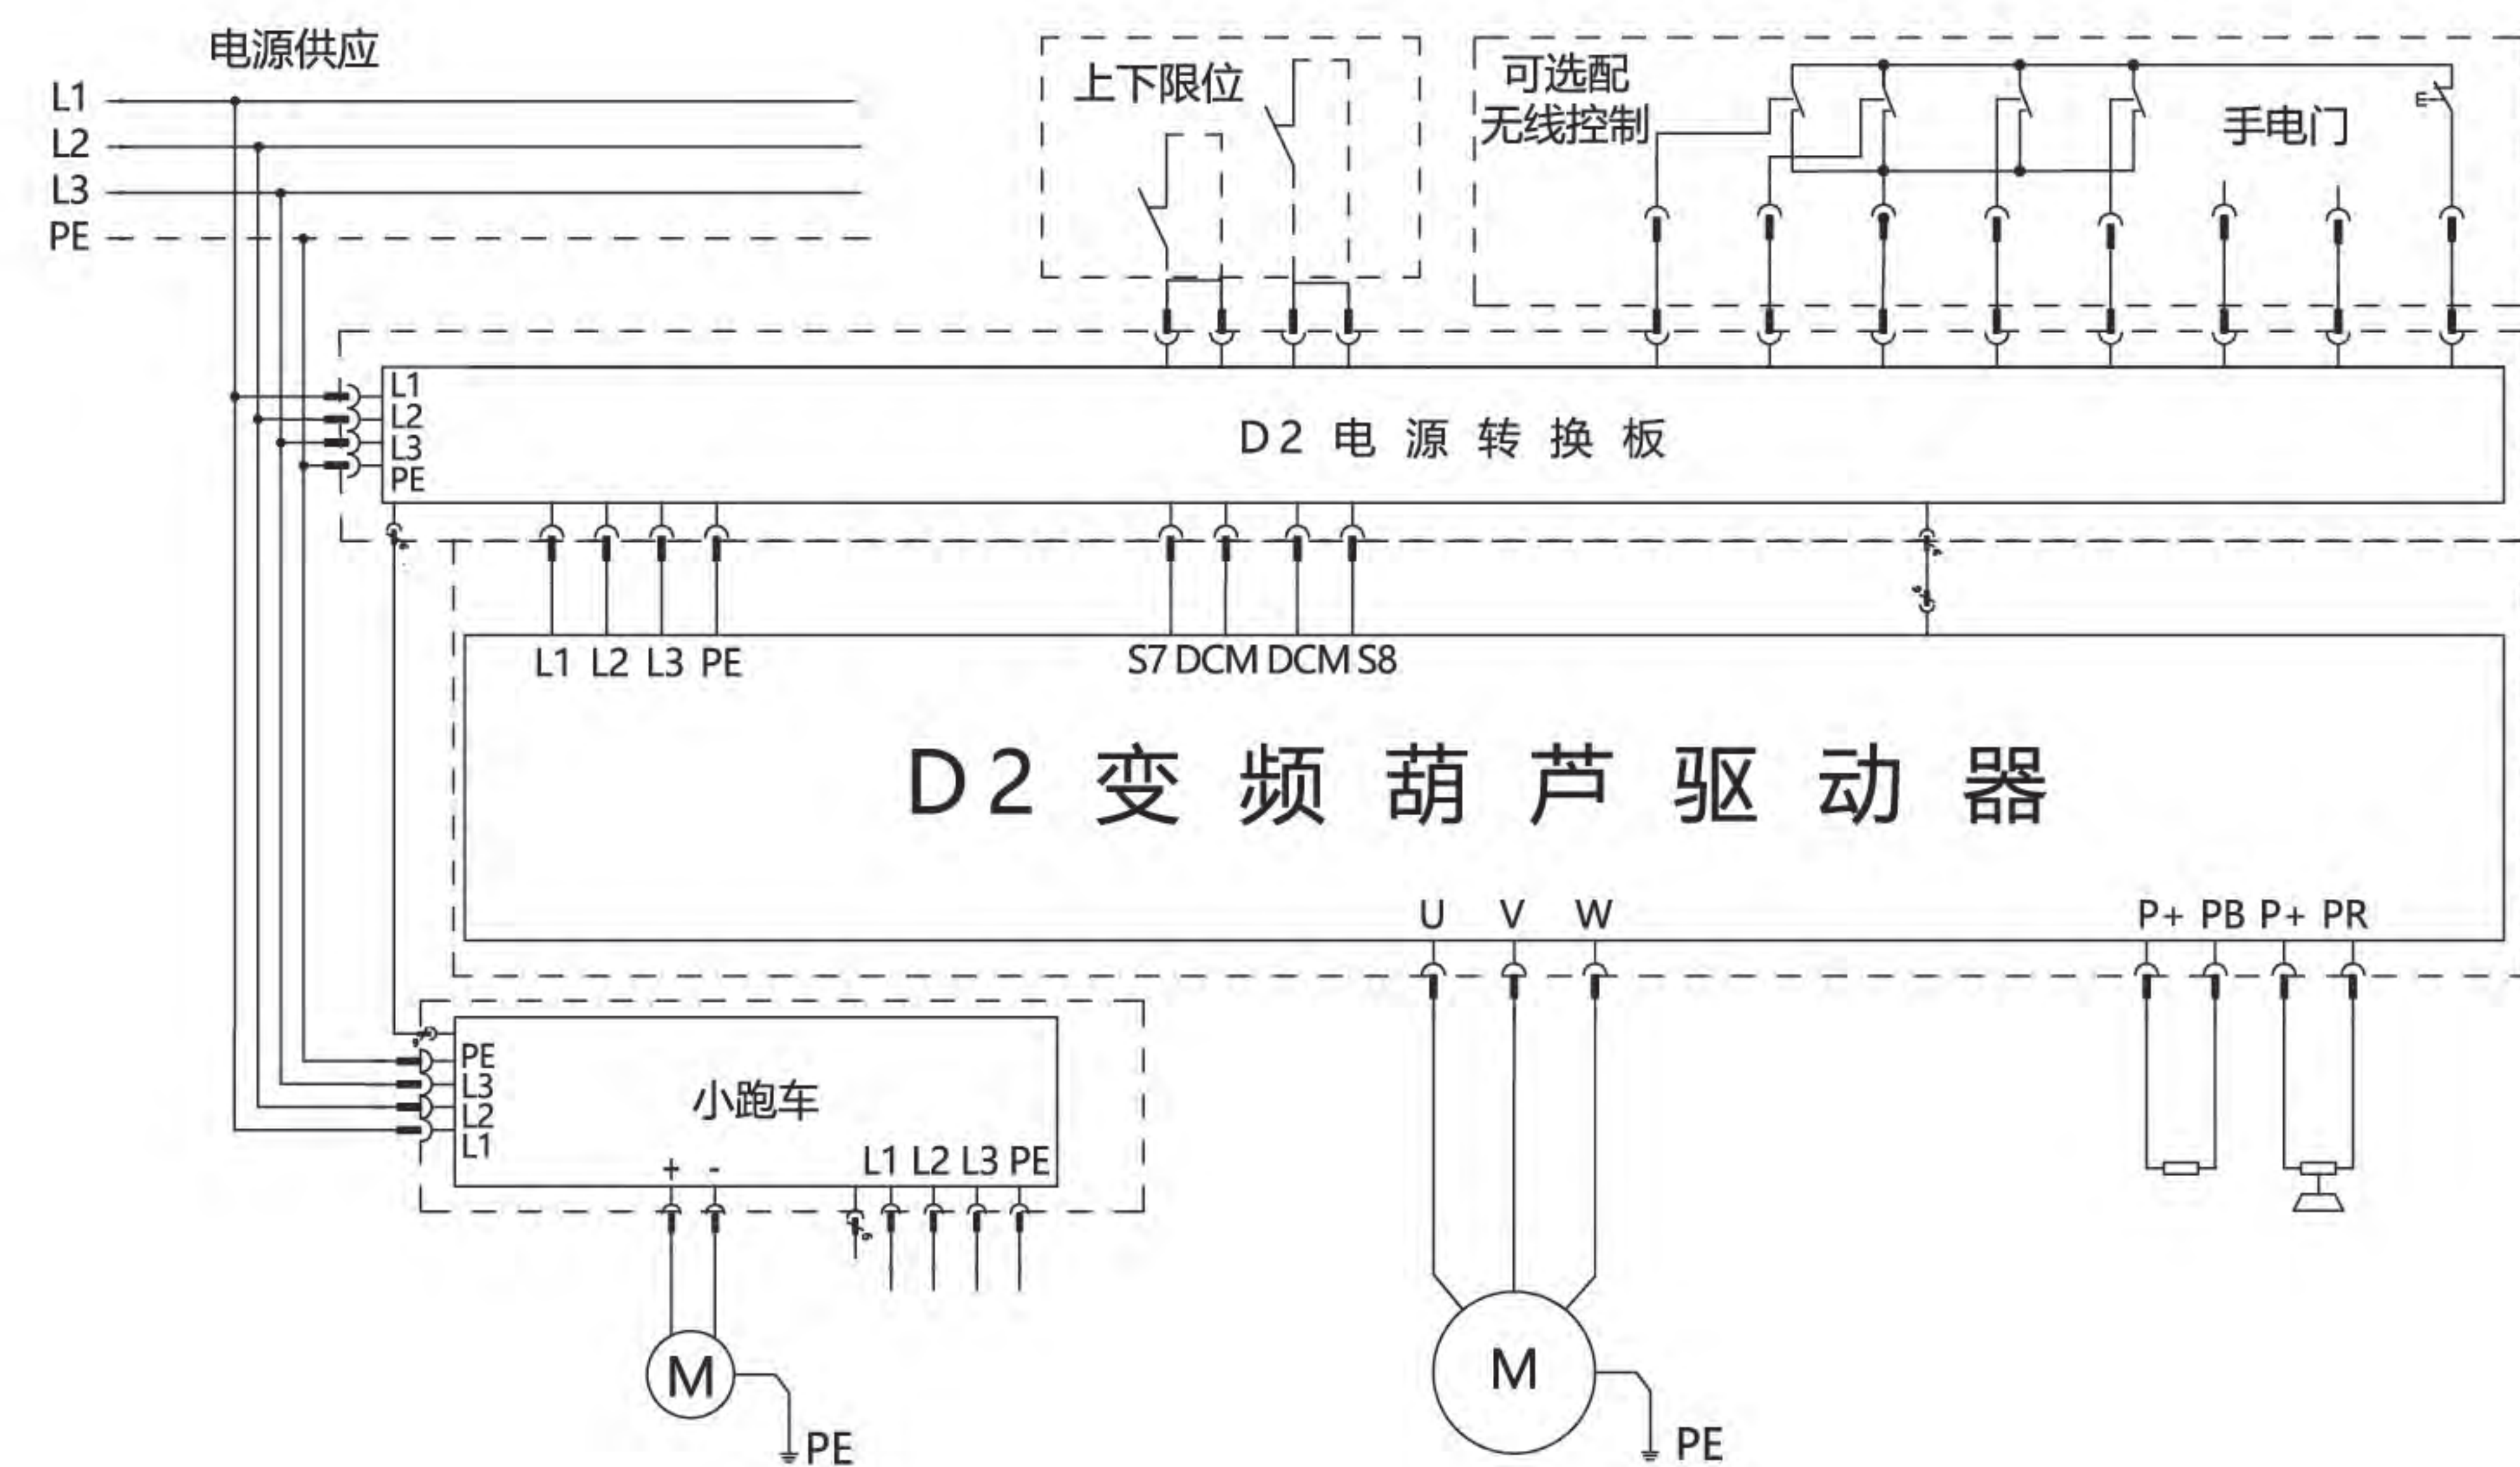 电源供应
L1
L2
L3
PE
上下限位
可选配
无线控制
手电门
L1
L2
L3
PE
D2 电源转换板
L1 L2 L3 PE
S7 DCM DCM S8
D2 变频葫芦驱动器
U V W
P+ PB P+ PR
PE
L3
L2
L1
小跑车
+ -
L1 L2 L3 PE
M
PE
M
PE